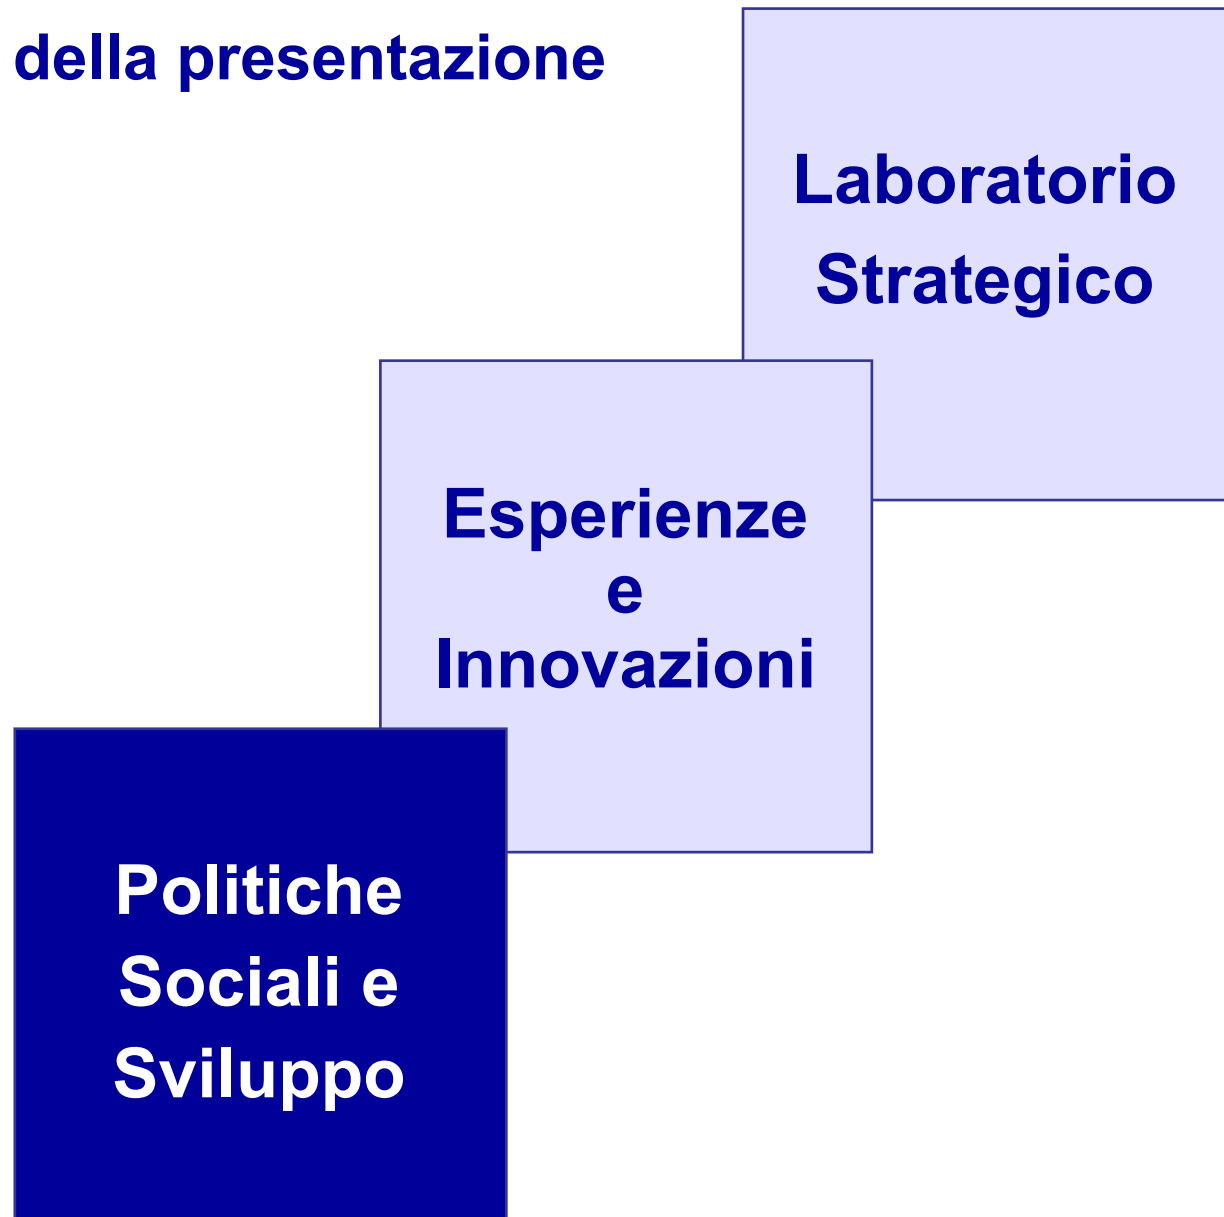 della presentazione
Laboratorio
Strategico
Esperienze
e
Innovazioni
Politiche
Sociali e
Sviluppo